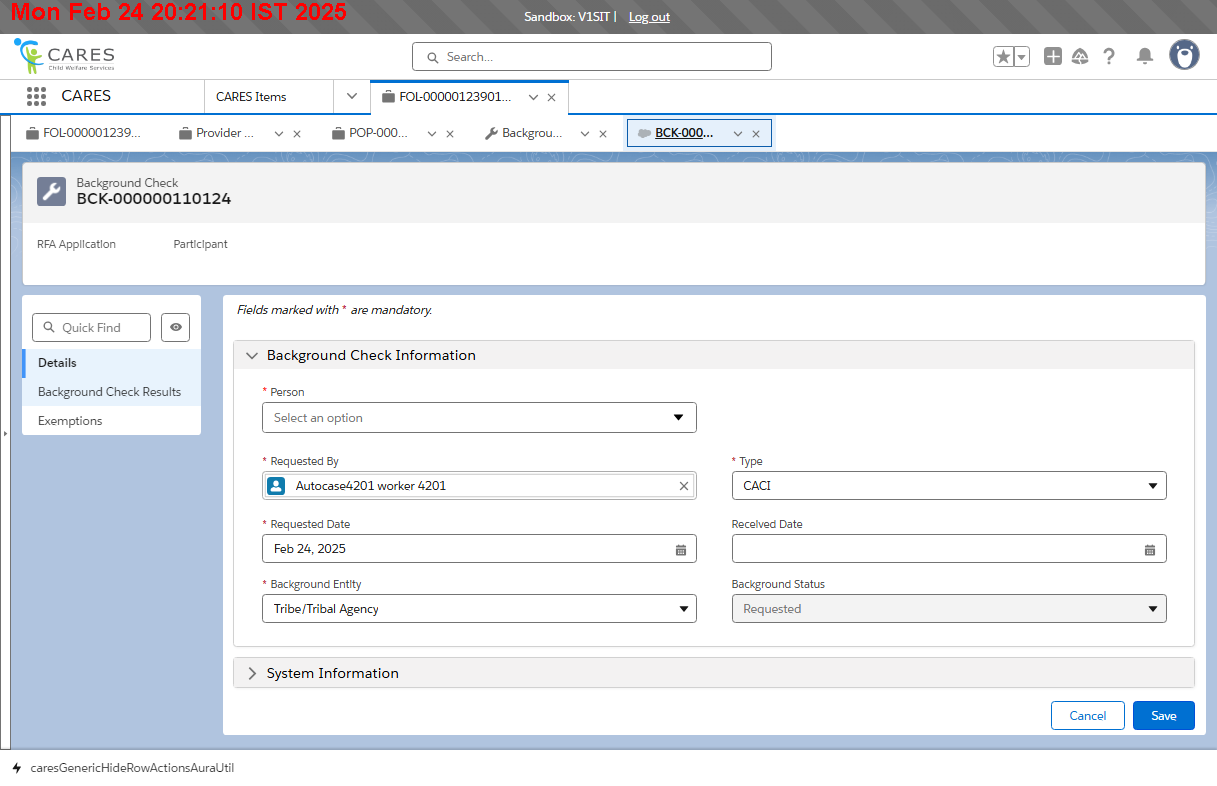 Mon Feb 24 20:21:10 IST 2025
Sandbox: V1SIT |
Log out
CARES
Child Welfare Services
Search...
CARES
CARES Items
FOL-00000123901...
FOL-000001239...
Provider ...
POP-000...
Backgrou...
BCK-000...
Background Check
BCK-000000110124
RFA Application
Participant
Quick Find
Details
Background Check Results
Exemptions
Fields marked with * are mandatory.
Background Check Information
* Person
Select an option
* Requested By
Autocase4201 worker 4201
* Type
CACI
* Requested Date
Feb 24, 2025
Received Date
* Background Entity
Tribe/Tribal Agency
Background Status
Requested
System Information
Cancel
Save
caresGenericHideRowActionsAuraUtil